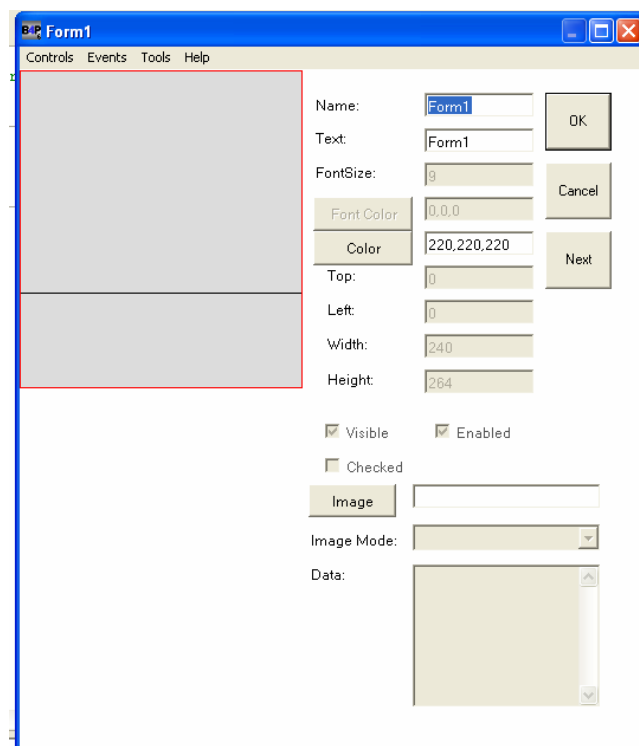 B4P Form1
Controls Events Tools Help
Name: Form1
OK
Text: Form1
FontSize: 9
Cancel
Font Color 0,0,0
Color 220,220,220
Next
Top: 0
Left: 0
Width: 240
Height: 264
Visible Enabled
Checked
Image
Image Mode:
Data: